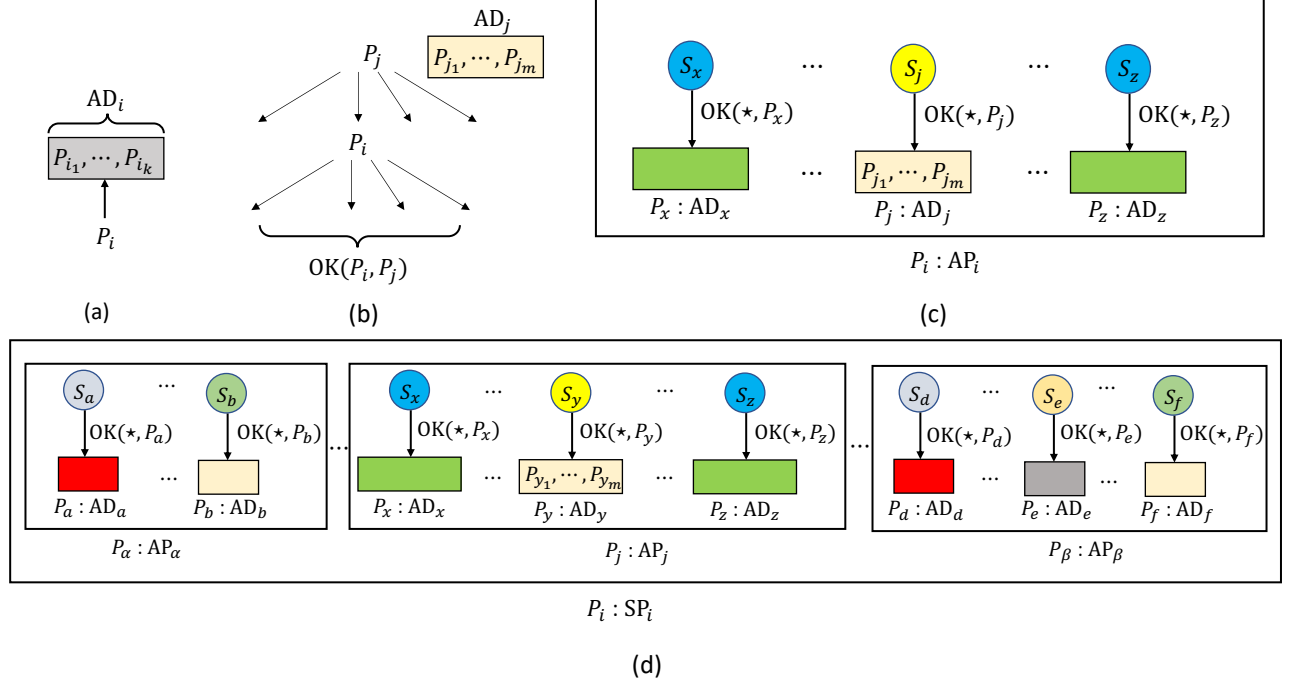 AD_i
P_{i_1}, ⋯, P_{i_k}
P_i
(a)
AD_j
P_j
P_{j_1}, ⋯, P_{j_m}
P_i
OK(P_i, P_j)
(b)
S_x ⋯ S_j ⋯ S_z
OK(⋆, P_x) OK(⋆, P_j) OK(⋆, P_z)
⋯ P_{j_1}, ⋯, P_{j_m} ⋯
P_x : AD_x P_j : AD_j P_z : AD_z
P_i : AP_i
(c)
S_a ⋯ S_b
OK(⋆, P_a) OK(⋆, P_b)
⋯
P_a : AD_a P_b : AD_b
P_α : AP_α
⋯
S_x ⋯ S_y ⋯ S_z
OK(⋆, P_x) OK(⋆, P_y) OK(⋆, P_z)
⋯ P_{y_1}, ⋯, P_{y_m} ⋯
P_x : AD_x P_y : AD_y P_z : AD_z
P_j : AP_j
⋯
S_d ⋯ S_e ⋯ S_f
OK(⋆, P_d) OK(⋆, P_e) OK(⋆, P_f)
⋯ ⋯
P_d : AD_d P_e : AD_e P_f : AD_f
P_β : AP_β
P_i : SP_i
(d)